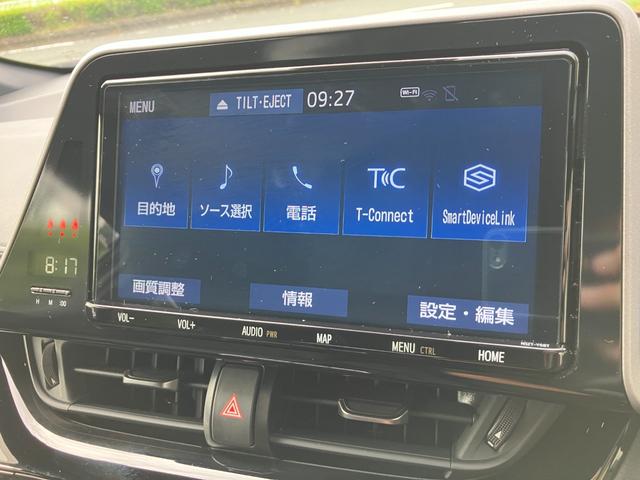 MENU
TILT・EJECT
09:27
Wi-Fi
目的地
ソース選択
電話
T-Connect
SmartDeviceLink
8:17
H M :00
画質調整
情報
設定・編集
VOL-
VOL+
AUDIO PWR
MAP
MENU CTRL
HOME